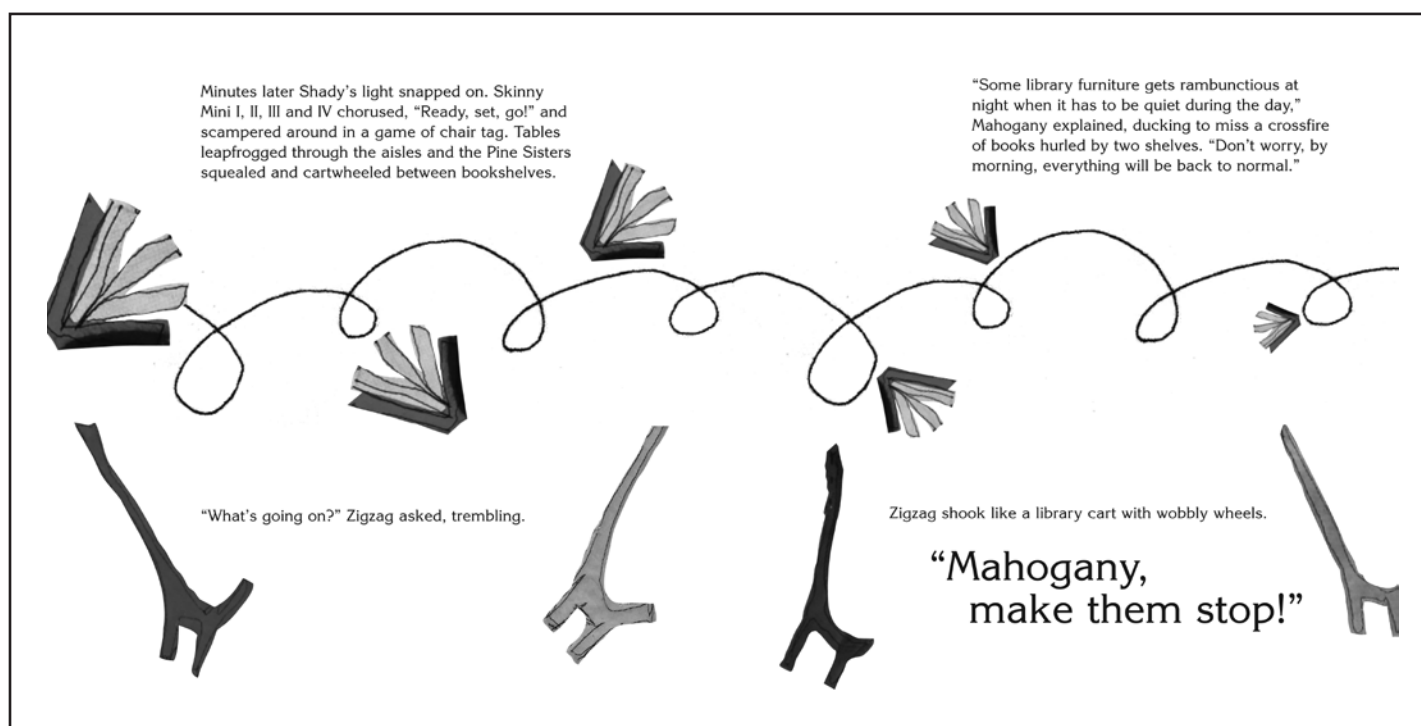 Minutes later Shady’s light snapped on. Skinny
Mini I, II, III and IV chorused, “Ready, set, go!” and
scampered around in a game of chair tag. Tables
leapfrogged through the aisles and the Pine Sisters
squealed and cartwheeled between bookshelves.
“What’s going on?” Zigzag asked, trembling.
“Some library furniture gets rambunctious at
night when it has to be quiet during the day,”
Mahogany explained, ducking to miss a crossfire
of books hurled by two shelves. “Don’t worry, by
morning, everything will be back to normal.”
Zigzag shook like a library cart with wobbly wheels.
“Mahogany,
make them stop!”